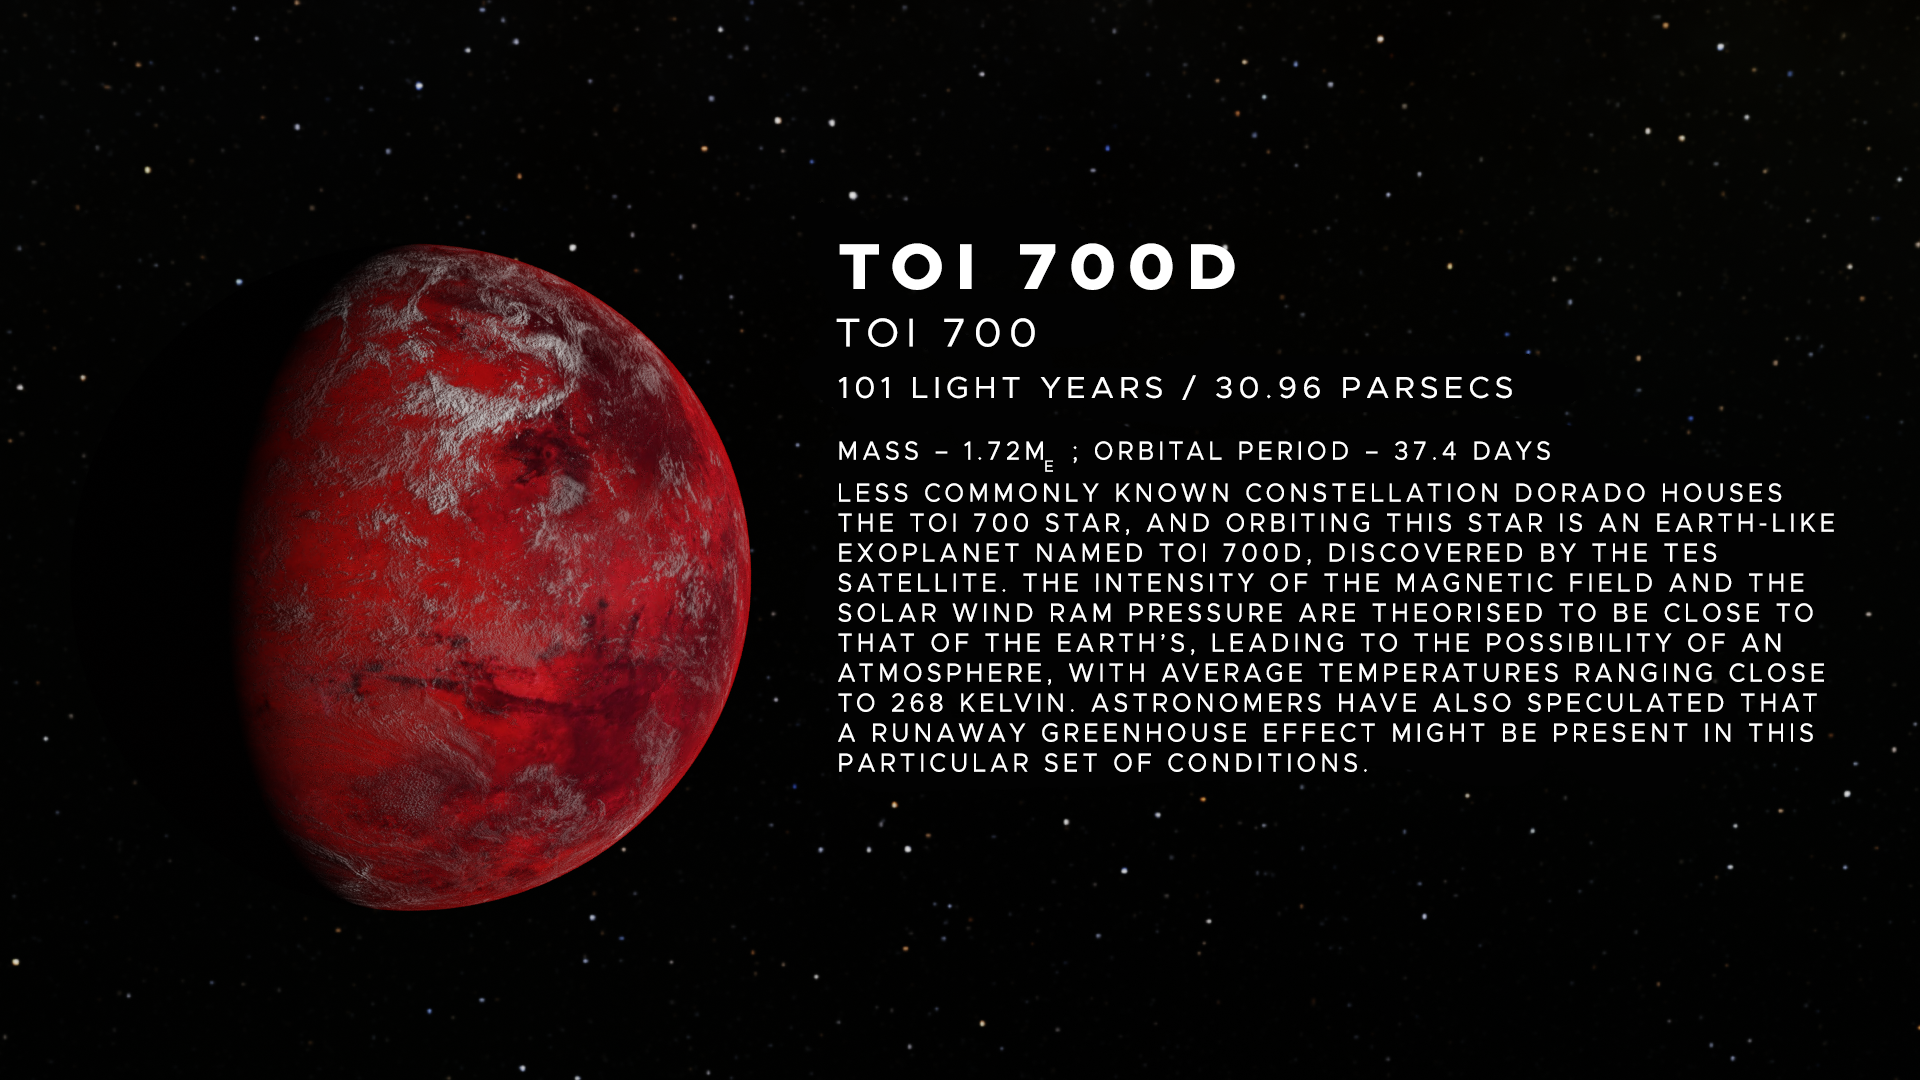 TOI 700D
TOI 700
101 LIGHT YEARS / 30.96 PARSECS
MASS – 1.72M_E ; ORBITAL PERIOD – 37.4 DAYS
LESS COMMONLY KNOWN CONSTELLATION DORADO HOUSES
THE TOI 700 STAR, AND ORBITING THIS STAR IS AN EARTH-LIKE
EXOPLANET NAMED TOI 700D, DISCOVERED BY THE TES
SATELLITE. THE INTENSITY OF THE MAGNETIC FIELD AND THE
SOLAR WIND RAM PRESSURE ARE THEORISED TO BE CLOSE TO
THAT OF THE EARTH’S, LEADING TO THE POSSIBILITY OF AN
ATMOSPHERE, WITH AVERAGE TEMPERATURES RANGING CLOSE
TO 268 KELVIN. ASTRONOMERS HAVE ALSO SPECULATED THAT
A RUNAWAY GREENHOUSE EFFECT MIGHT BE PRESENT IN THIS
PARTICULAR SET OF CONDITIONS.